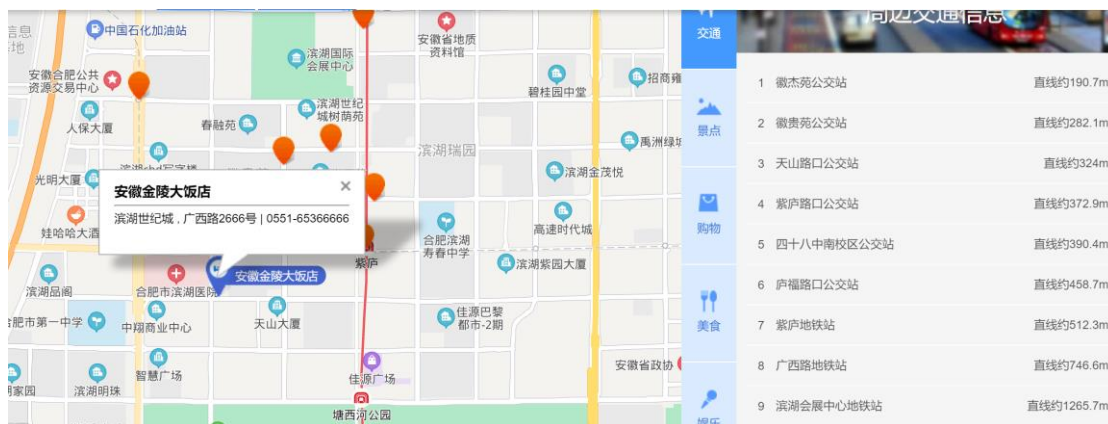 中国石化加油站
安徽省地质
资料馆
滨湖国际
会展中心
安徽合肥公共
资源交易中心
碧桂园中堂
招商雍
滨湖世纪
城树荫苑
人保大厦
春融苑
滨湖瑞园
禹洲绿城
光明大厦
滨湖金茂悦
安徽金陵大饭店
滨湖世纪城 , 广西路2666号 | 0551-65366666
娃哈哈大酒
合肥滨湖
寿春中学
高速时代城
紫庐
滨湖紫园大厦
安徽金陵大饭店
滨湖品阁
合肥市滨湖医院
合肥市第一中学
中翔商业中心
天山大厦
佳源巴黎
都市-2期
智慧广场
佳源广场
安徽省政协
湖家园
滨湖明珠
塘西河公园
交通
景点
购物
美食
娱乐
周边交通信息
1 徽杰苑公交站 直线约190.7m
2 徽贵苑公交站 直线约282.1m
3 天山路口公交站 直线约324m
4 紫庐路口公交站 直线约372.9m
5 四十八中南校区公交站 直线约390.4m
6 庐福路口公交站 直线约458.7m
7 紫庐地铁站 直线约512.3m
8 广西路地铁站 直线约746.6m
9 滨湖会展中心地铁站 直线约1265.7m